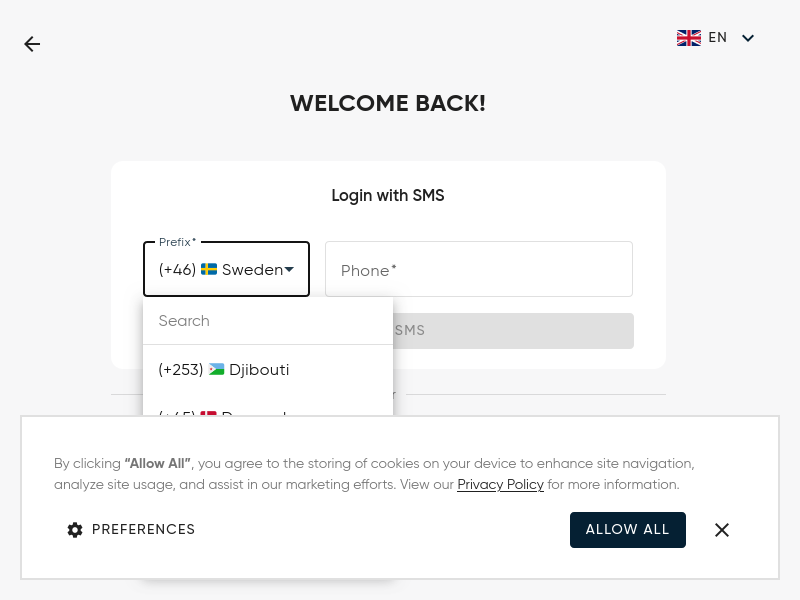 EN
WELCOME BACK!
Login with SMS
Prefix*
(+46) Sweden
Phone*
Search
SMS
(+253) Djibouti
By clicking “Allow All”, you agree to the storing of cookies on your device to enhance site navigation,
analyze site usage, and assist in our marketing efforts. View our Privacy Policy for more information.
PREFERENCES
ALLOW ALL